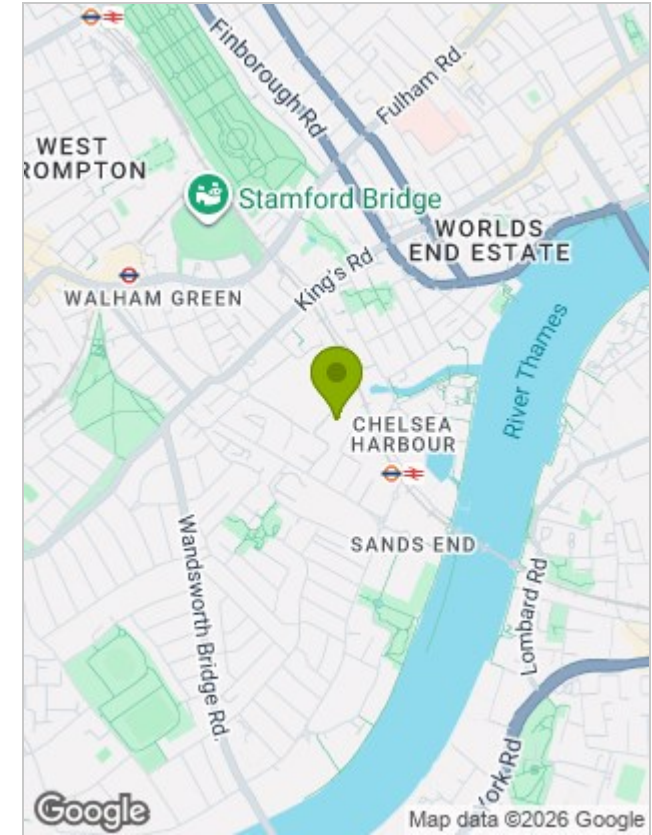 Finborough Rd
Fulham Rd.
WEST
ROMPTON
Stamford Bridge
WORLDS
END ESTATE
King's Rd
WALHAM GREEN
River Thames
CHELSEA
HARBOUR
SANDS END
Wandsworth Bridge Rd.
Lombard Rd
York Rd
Google
Map data ©2026 Google